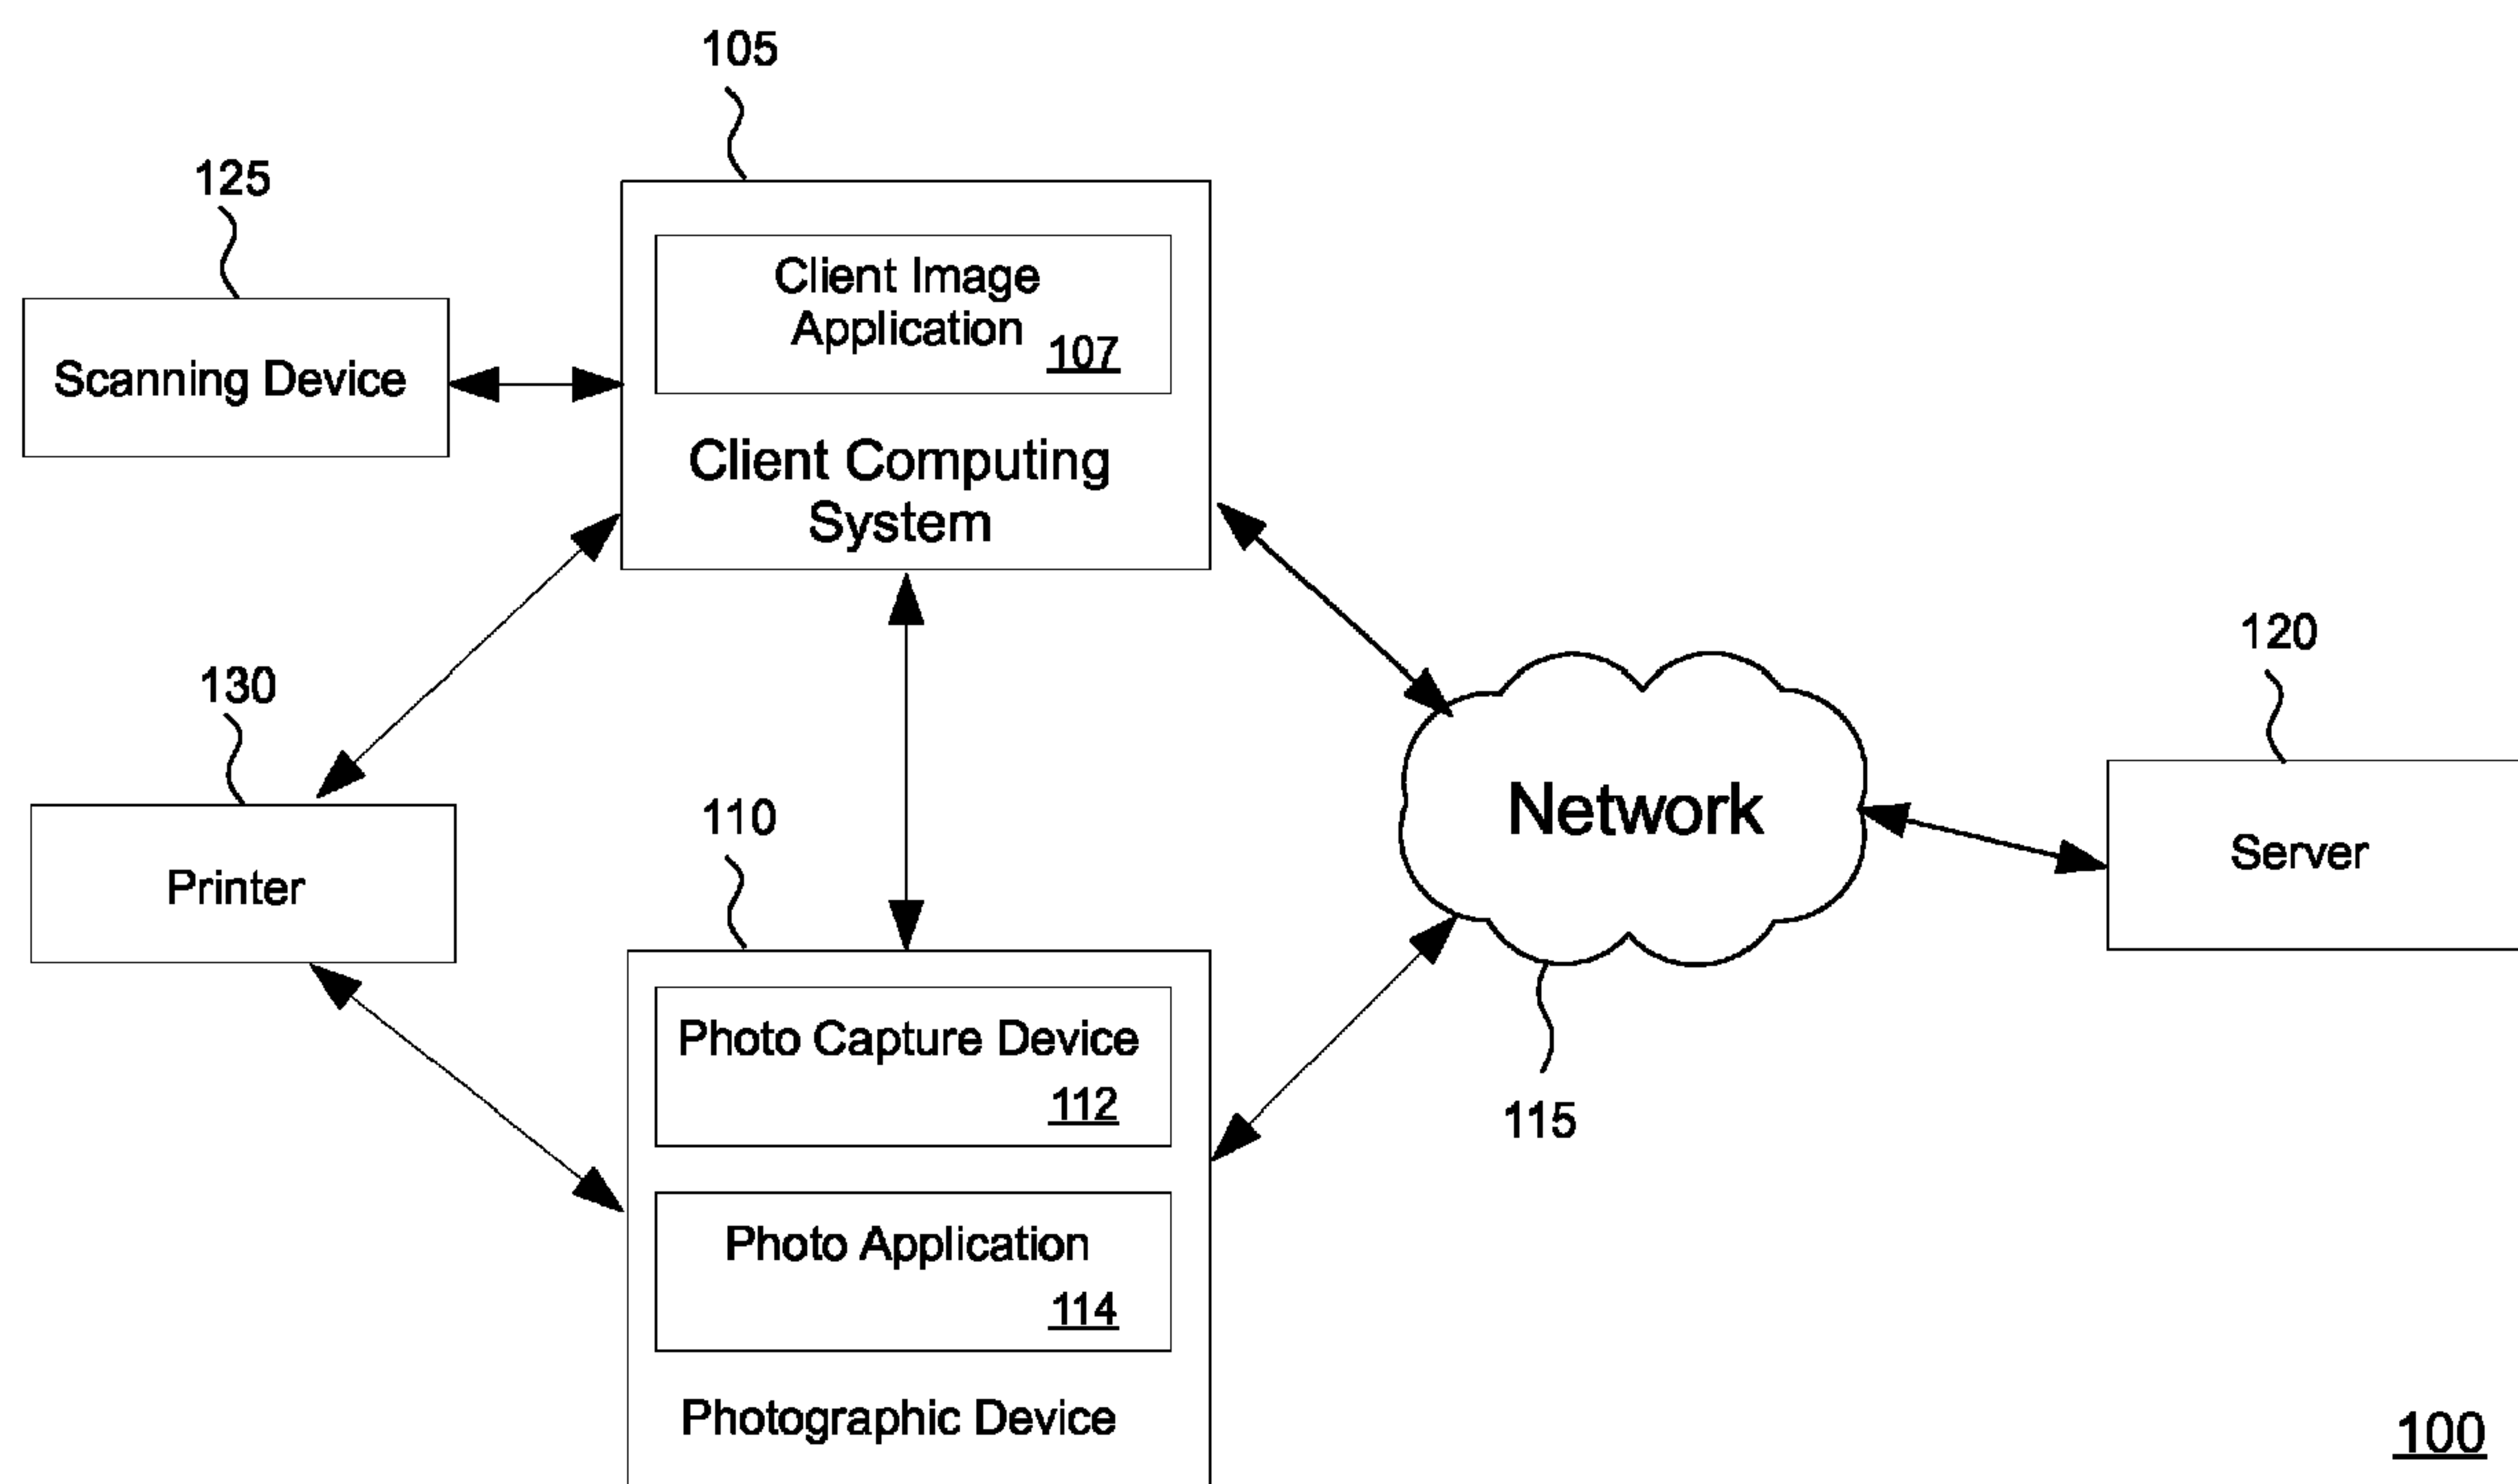 105
125
Client Image
Application 107
Scanning Device
Client Computing
System
120
130
110
Network
Server
Printer
Photo Capture Device
112
115
Photo Application
114
Photographic Device
100